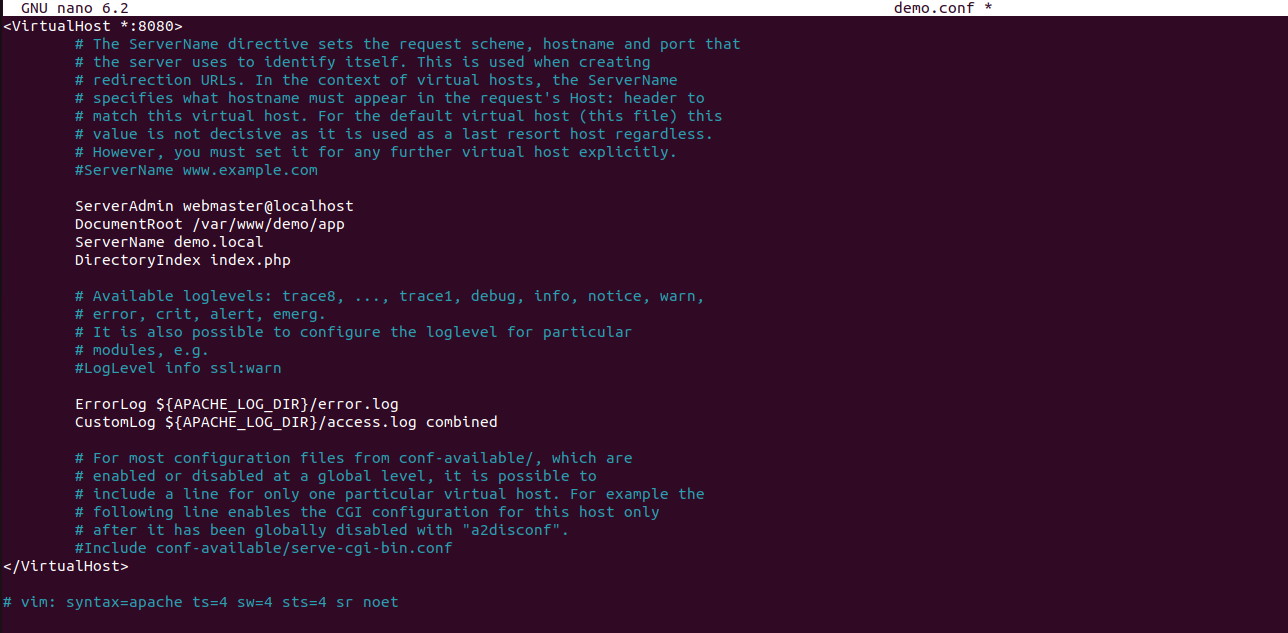 GNU nano 6.2 demo.conf *
<VirtualHost *:8080>
# The ServerName directive sets the request scheme, hostname and port that
# the server uses to identify itself. This is used when creating
# redirection URLs. In the context of virtual hosts, the ServerName
# specifies what hostname must appear in the request's Host: header to
# match this virtual host. For the default virtual host (this file) this
# value is not decisive as it is used as a last resort host regardless.
# However, you must set it for any further virtual host explicitly.
#ServerName www.example.com
ServerAdmin webmaster@localhost
DocumentRoot /var/www/demo/app
ServerName demo.local
DirectoryIndex index.php
# Available loglevels: trace8, ..., trace1, debug, info, notice, warn,
# error, crit, alert, emerg.
# It is also possible to configure the loglevel for particular
# modules, e.g.
#LogLevel info ssl:warn
ErrorLog ${APACHE_LOG_DIR}/error.log
CustomLog ${APACHE_LOG_DIR}/access.log combined
# For most configuration files from conf-available/, which are
# enabled or disabled at a global level, it is possible to
# include a line for only one particular virtual host. For example the
# following line enables the CGI configuration for this host only
# after it has been globally disabled with "a2disconf".
#Include conf-available/serve-cgi-bin.conf
</VirtualHost>
# vim: syntax=apache ts=4 sw=4 sts=4 sr noet